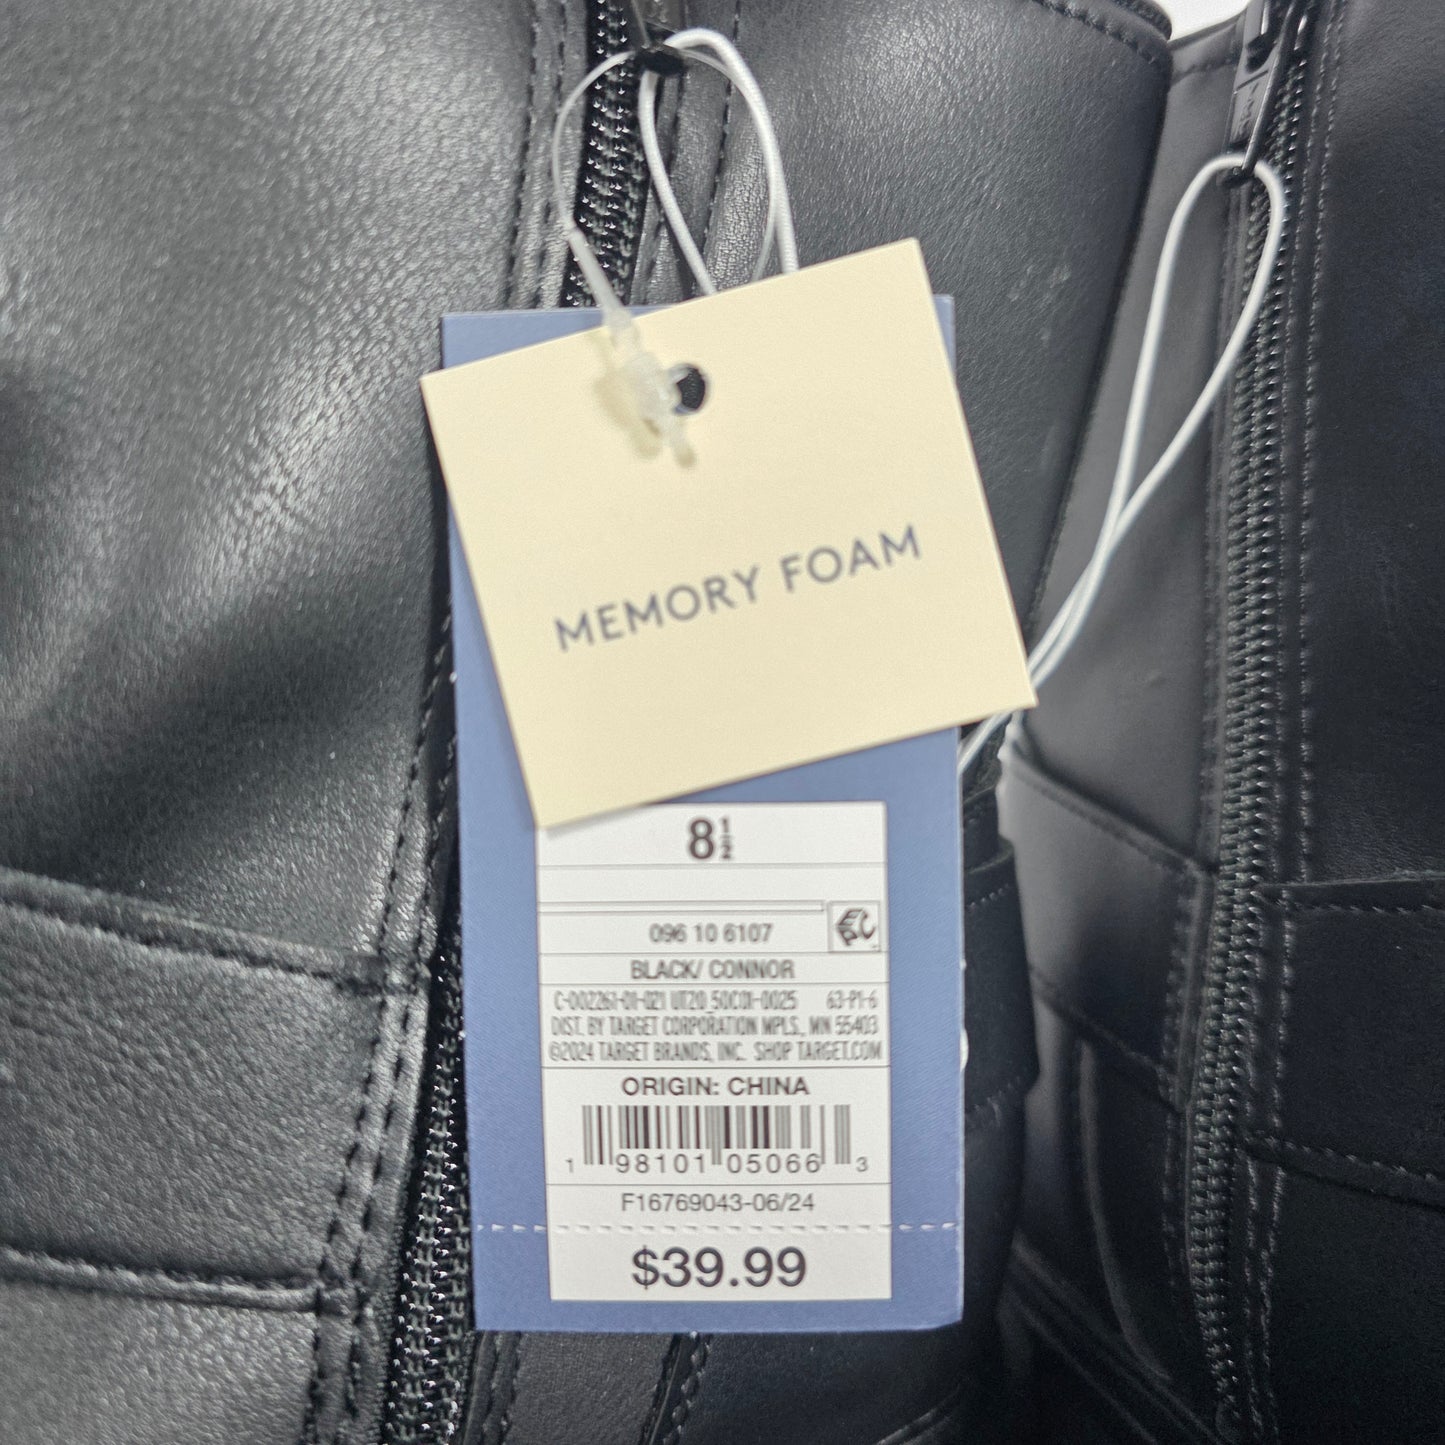 MEMORY FOAM
8½
096 10 6107
EPC
BLACK/ CONNOR
C-002261-01-021 UT20 50C01-0025 63-P1-6
DIST. BY TARGET CORPORATION MPLS., MN 55403
©2024 TARGET BRANDS, INC. SHOP TARGET.COM
ORIGIN: CHINA
1 98101 05066 3
F16769043-06/24
$39.99